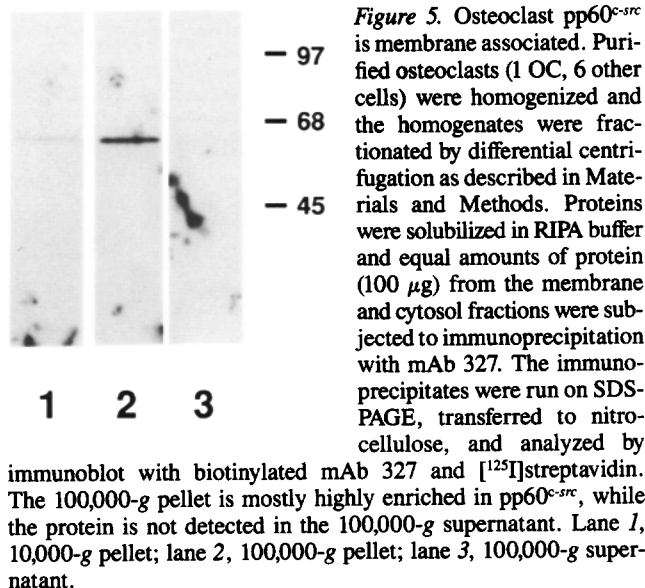 97
68
45
1 2 3
Figure 5. Osteoclast pp60c-src
is membrane associated. Puri-
fied osteoclasts (1 OC, 6 other
cells) were homogenized and
the homogenates were frac-
tionated by differential centri-
fugation as described in Mate-
rials and Methods. Proteins
were solubilized in RIPA buffer
and equal amounts of protein
(100 μg) from the membrane
and cytosol fractions were sub-
jected to immunoprecipitation
with mAb 327. The immuno-
precipitates were run on SDS-
PAGE, transferred to nitro-
cellulose, and analyzed by
immunoblot with biotinylated mAb 327 and [125I]streptavidin.
The 100,000-g pellet is mostly highly enriched in pp60c-src, while
the protein is not detected in the 100,000-g supernatant. Lane 1,
10,000-g pellet; lane 2, 100,000-g pellet; lane 3, 100,000-g super-
natant.